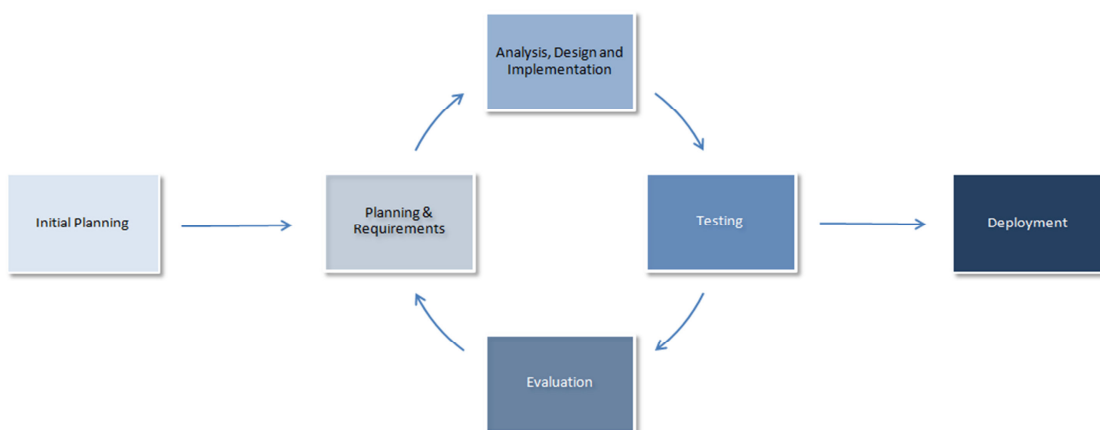 Analysis, Design and
Implementation
Initial Planning
Planning &
Requirements
Testing
Deployment
Evaluation